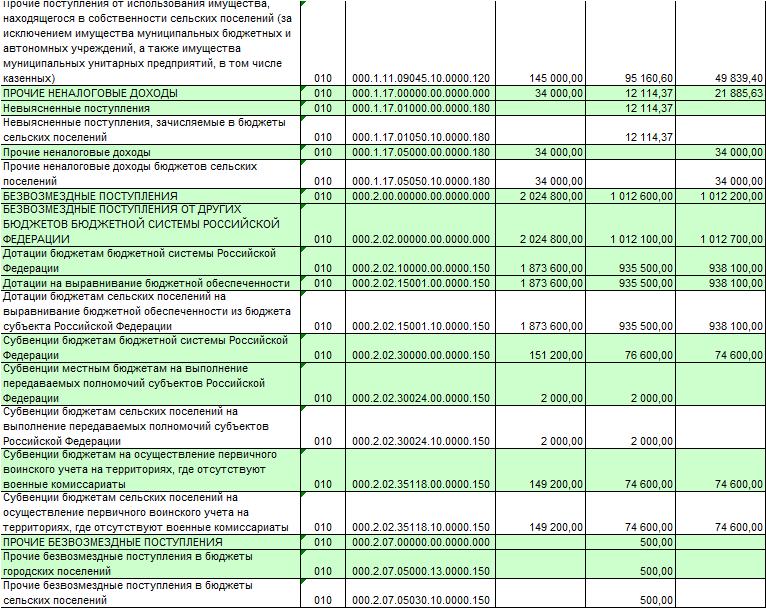 Прочие поступления от использования имущества,
находящегося в собственности сельских поселений (за
исключением имущества муниципальных бюджетных и
автономных учреждений, а также имущества
муниципальных унитарных предприятий, в том числе
казенных) 010 000.1.11.09045.10.0000.120 145 000,00 95 160,60 49 839,40
ПРОЧИЕ НЕНАЛОГОВЫЕ ДОХОДЫ 010 000.1.17.00000.00.0000.000 34 000,00 12 114,37 21 885,63
Невыясненные поступления 010 000.1.17.01000.00.0000.180 12 114,37
Невыясненные поступления, зачисляемые в бюджеты
сельских поселений 010 000.1.17.01050.10.0000.180 12 114,37
Прочие неналоговые доходы 010 000.1.17.05000.00.0000.180 34 000,00 34 000,00
Прочие неналоговые доходы бюджетов сельских
поселений 010 000.1.17.05050.10.0000.180 34 000,00 34 000,00
БЕЗВОЗМЕЗДНЫЕ ПОСТУПЛЕНИЯ 010 000.2.00.00000.00.0000.000 2 024 800,00 1 012 600,00 1 012 200,00
БЕЗВОЗМЕЗДНЫЕ ПОСТУПЛЕНИЯ ОТ ДРУГИХ
БЮДЖЕТОВ БЮДЖЕТНОЙ СИСТЕМЫ РОССИЙСКОЙ
ФЕДЕРАЦИИ 010 000.2.02.00000.00.0000.000 2 024 800,00 1 012 100,00 1 012 700,00
Дотации бюджетам бюджетной системы Российской
Федерации 010 000.2.02.10000.00.0000.150 1 873 600,00 935 500,00 938 100,00
Дотации на выравнивание бюджетной обеспеченности 010 000.2.02.15001.00.0000.150 1 873 600,00 935 500,00 938 100,00
Дотации бюджетам сельских поселений на
выравнивание бюджетной обеспеченности из бюджета
субъекта Российской Федерации 010 000.2.02.15001.10.0000.150 1 873 600,00 935 500,00 938 100,00
Субвенции бюджетам бюджетной системы Российской
Федерации 010 000.2.02.30000.00.0000.150 151 200,00 76 600,00 74 600,00
Субвенции местным бюджетам на выполнение
передаваемых полномочий субъектов Российской
Федерации 010 000.2.02.30024.00.0000.150 2 000,00 2 000,00
Субвенции бюджетам сельских поселений на
выполнение передаваемых полномочий субъектов
Российской Федерации 010 000.2.02.30024.10.0000.150 2 000,00 2 000,00
Субвенции бюджетам на осуществление первичного
воинского учета на территориях, где отсутствуют
военные комиссариаты 010 000.2.02.35118.00.0000.150 149 200,00 74 600,00 74 600,00
Субвенции бюджетам сельских поселений на
осуществление первичного воинского учета на
территориях, где отсутствуют военные комиссариаты 010 000.2.02.35118.10.0000.150 149 200,00 74 600,00 74 600,00
ПРОЧИЕ БЕЗВОЗМЕЗДНЫЕ ПОСТУПЛЕНИЯ 010 000.2.07.00000.00.0000.000 500,00
Прочие безвозмездные поступления в бюджеты
городских поселений 010 000.2.07.05000.13.0000.150 500,00
Прочие безвозмездные поступления в бюджеты
сельских поселений 010 000.2.07.05030.10.0000.150 500,00